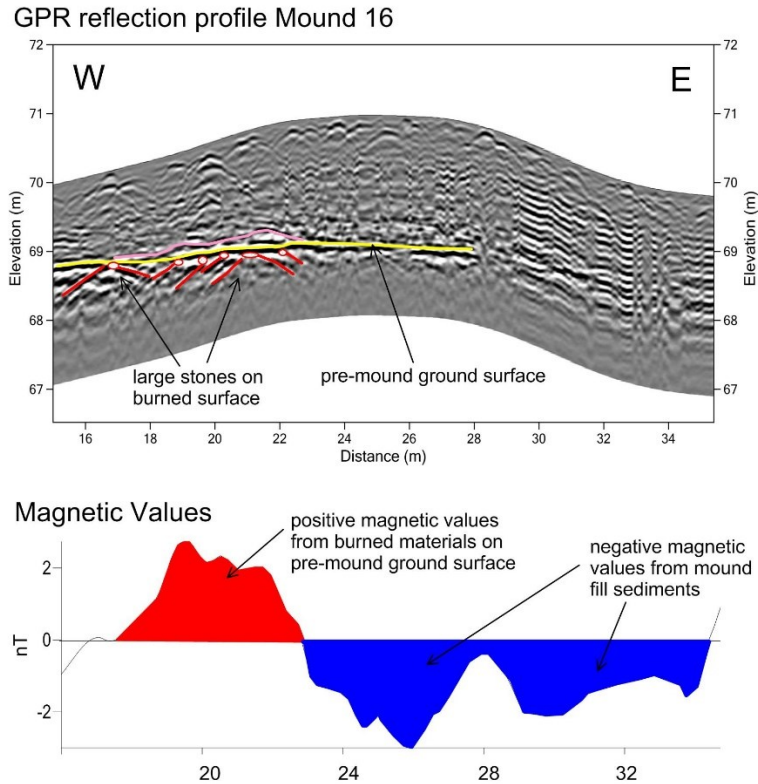 GPR reflection profile Mound 16
72
72
W
E
71
71
70
70
Elevation (m)
Elevation (m)
69
69
68
68
large stones on
burned surface
pre-mound ground surface
67
67
16 18 20 22 24 26 28 30 32 34
Distance (m)
Magnetic Values
positive magnetic values
from burned materials on
pre-mound ground surface
negative magnetic
values from mound
fill sediments
2
0
nT
-2
20 24 28 32